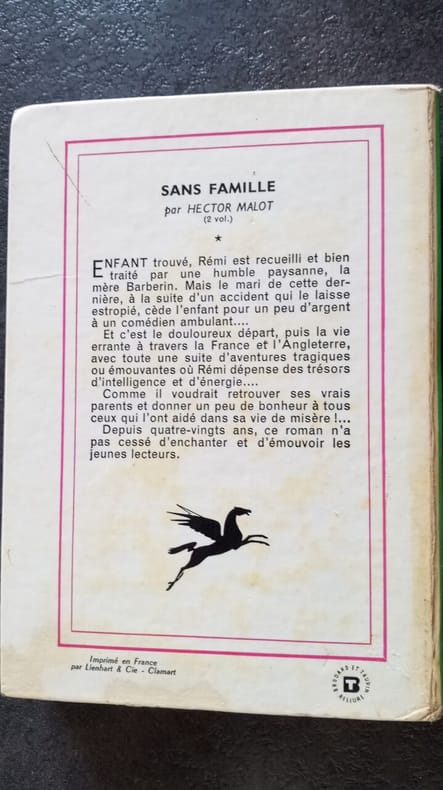 SANS FAMILLE
par HECTOR MALOT
(2 vol.)
★
ENFANT trouvé, Rémi est recueilli et bien
traité par une humble paysanne, la
mère Barberin. Mais le mari de cette der-
nière, à la suite d'un accident qui le laisse
estropié, cède l'enfant pour un peu d'argent
à un comédien ambulant....
Et c'est le douloureux départ, puis la vie
errante à travers la France et l'Angleterre,
avec toute une suite d'aventures tragiques
ou émouvantes où Rémi dépense des trésors
d'intelligence et d'énergie....
Comme il voudrait retrouver ses vrais
parents et donner un peu de bonheur à tous
ceux qui l'ont aidé dans sa vie de misère !...
Depuis quatre-vingts ans, ce roman n'a
pas cessé d'enchanter et d'émouvoir les
jeunes lecteurs.
Imprimé en France
par Lienhart & Cie - Clamart
BRODARD ET TAUPIN
RELIURE